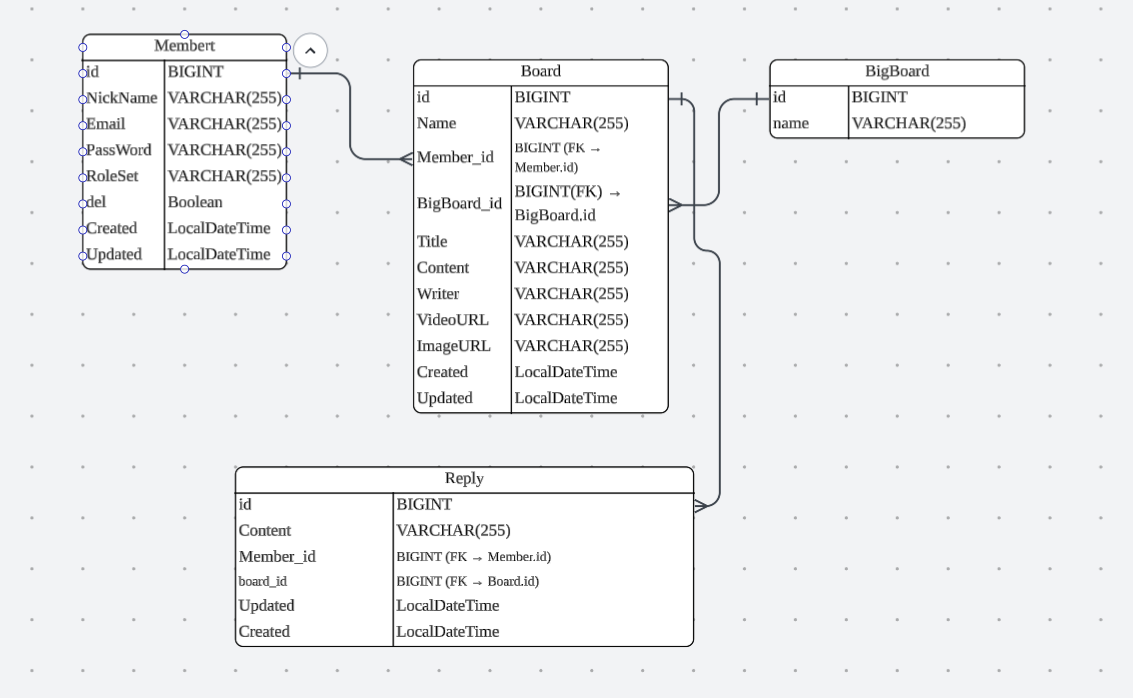 Membert
id BIGINT
NickName VARCHAR(255)
Email VARCHAR(255)
PassWord VARCHAR(255)
RoleSet VARCHAR(255)
del Boolean
Created LocalDateTime
Updated LocalDateTime
Board
id BIGINT
Name VARCHAR(255)
Member_id BIGINT (FK →
Member.id)
BigBoard_id BIGINT(FK) →
BigBoard.id
Title VARCHAR(255)
Content VARCHAR(255)
Writer VARCHAR(255)
VideoURL VARCHAR(255)
ImageURL VARCHAR(255)
Created LocalDateTime
Updated LocalDateTime
BigBoard
id BIGINT
name VARCHAR(255)
Reply
id BIGINT
Content VARCHAR(255)
Member_id BIGINT (FK → Member.id)
board_id BIGINT (FK → Board.id)
Updated LocalDateTime
Created LocalDateTime